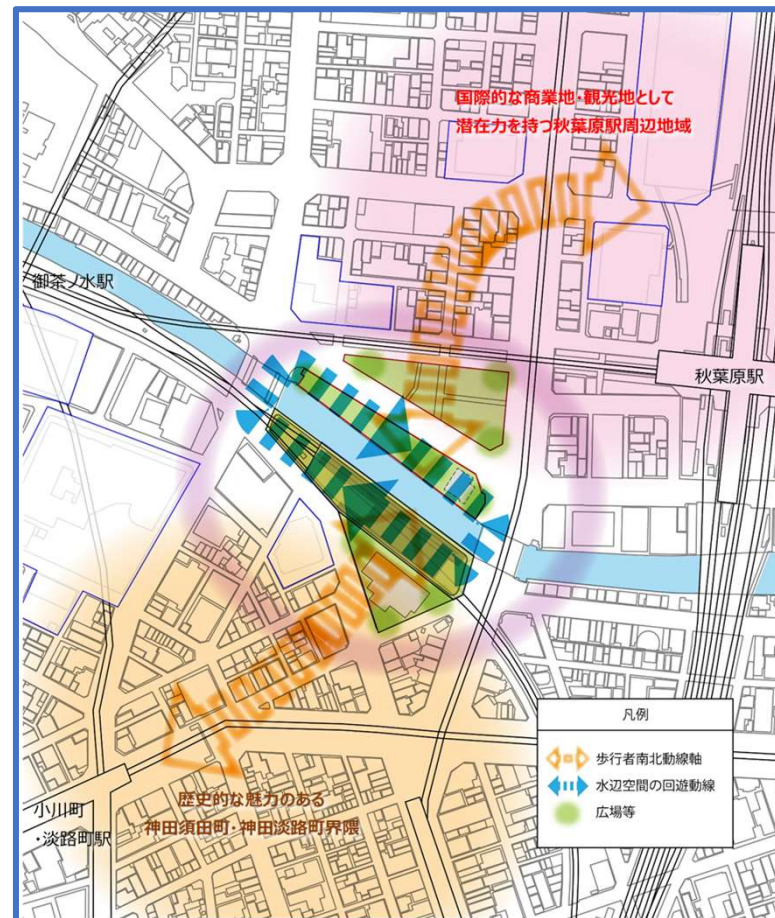 国際的な商業地・観光地として
潜在力を持つ秋葉原駅周辺地域
御茶ノ水駅
秋葉原駅
凡例
歩行者南北動線軸
水辺空間の回遊動線
広場等
歴史的な魅力のある
神田須田町・神田淡路町界隈
小川町
・淡路町駅